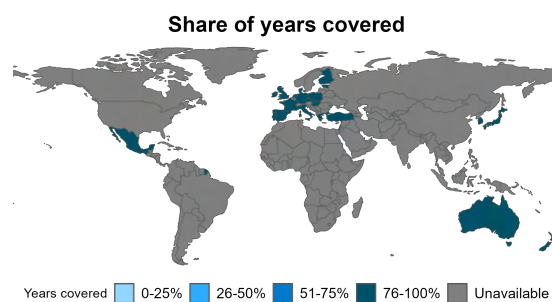 Share of years covered
Years covered 0-25% 26-50% 51-75% 76-100% Unavailable